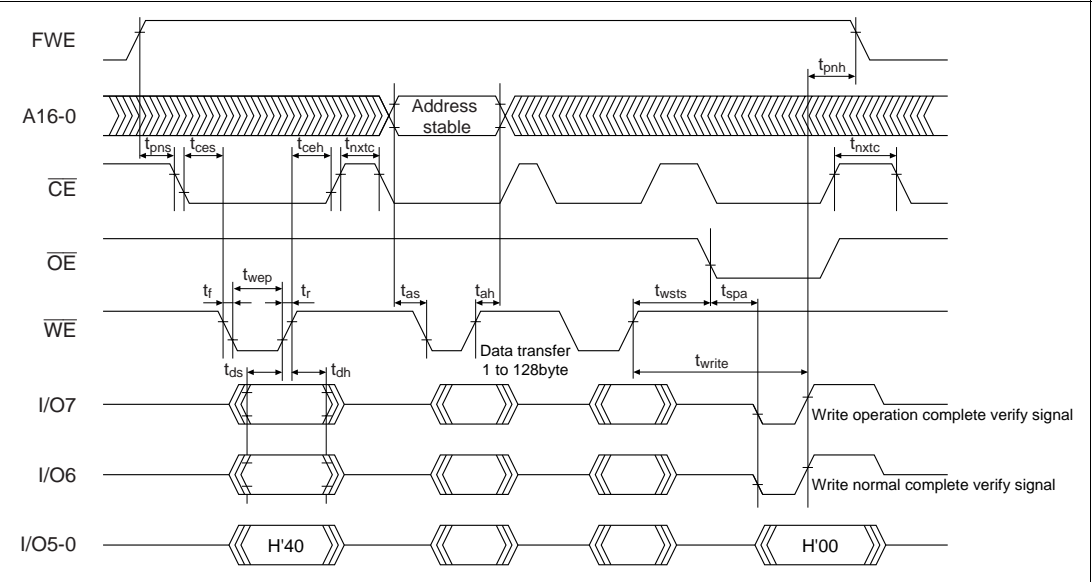 FWE
tpnh
A16-0
Address
stable
tpns
tces
tceh
tnxtc
tnxtc
CE
OE
twep
tf
tr
tas
tah
twsts
tspa
WE
Data transfer
1 to 128byte
twrite
tds
tdh
I/O7
Write operation complete verify signal
I/O6
Write normal complete verify signal
I/O5-0
H'40
H'00